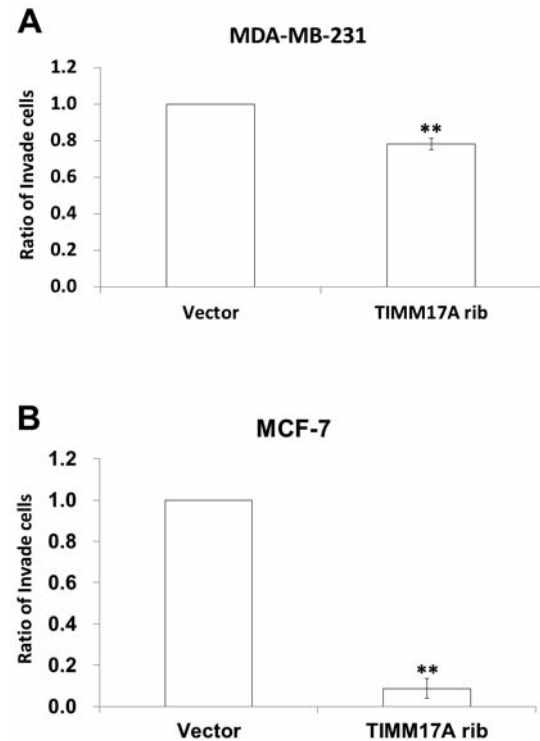 A
MDA-MB-231
Ratio of Invade cells
1.2
1.0
0.8
0.6
0.4
0.2
0.0
**
Vector
TIMM17A rib
B
MCF-7
Ratio of Invade cells
1.2
1.0
0.8
0.6
0.4
0.2
0.0
**
Vector
TIMM17A rib